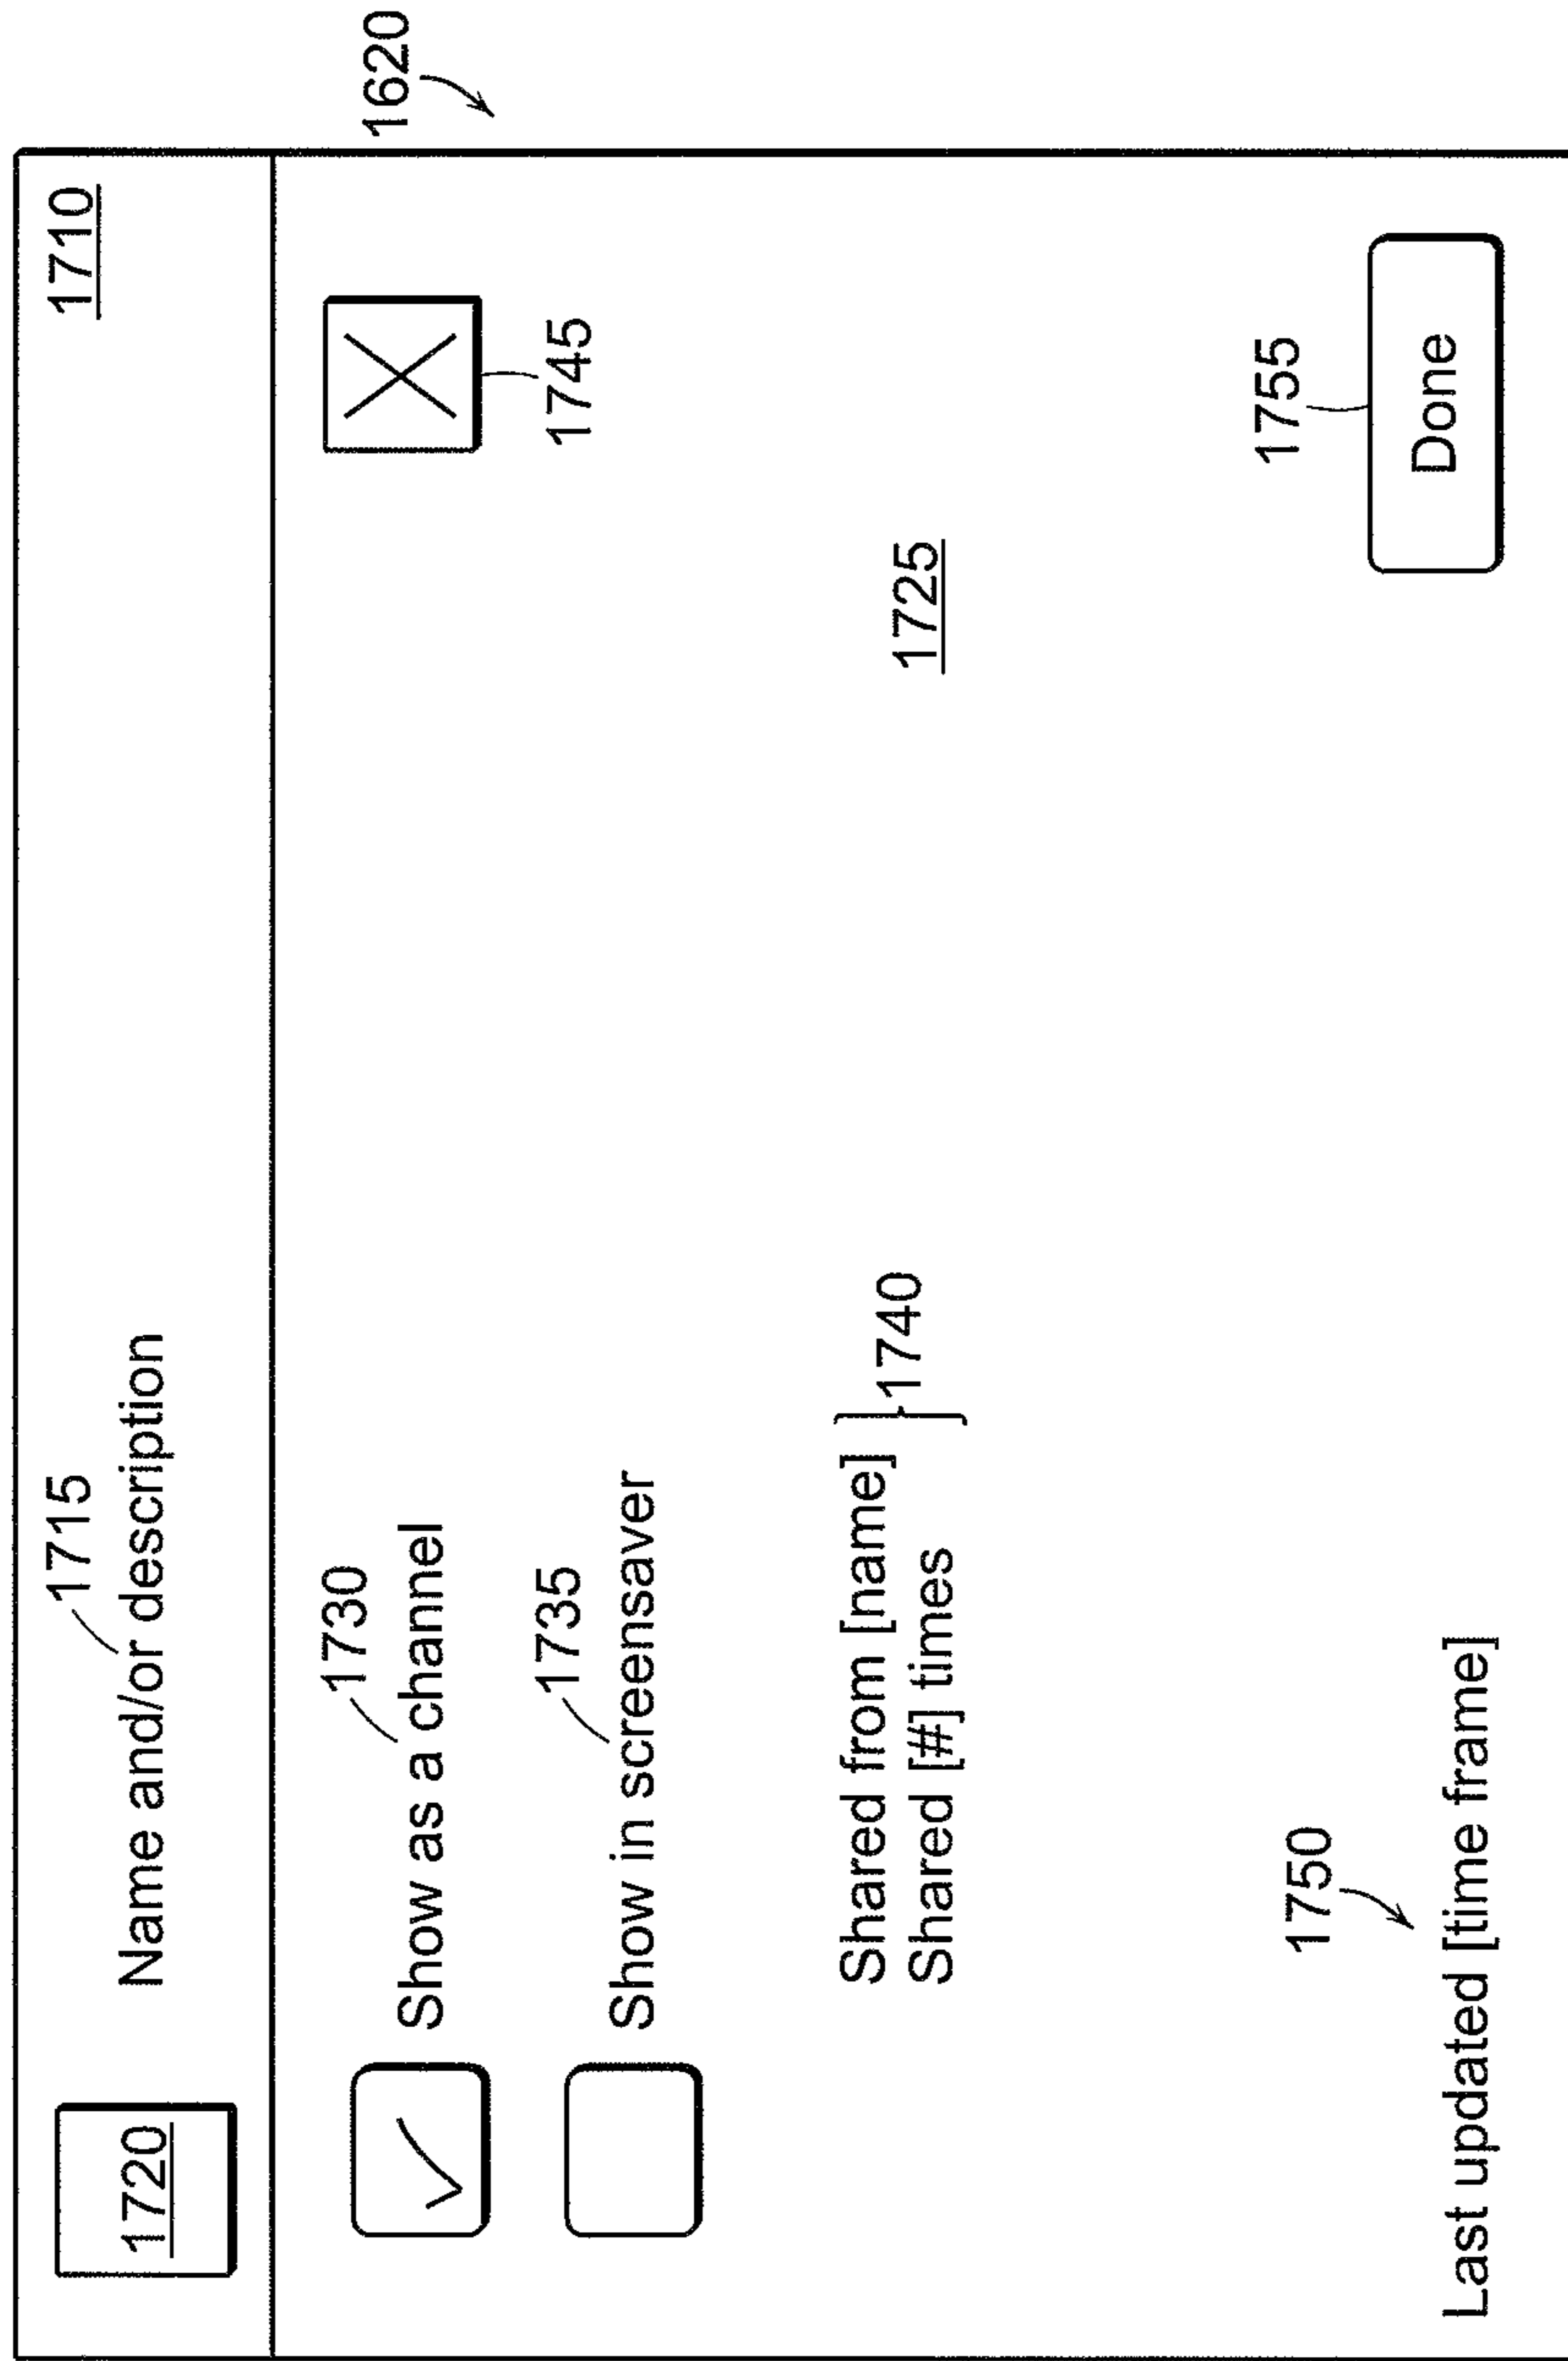 1620
1710
1715
1720
Name and/or description
1730
Show as a channel
1745
1735
Show in screensaver
Shared from [name]
Shared [#] times
1740
1725
1750
Last updated [time frame]
1755
Done